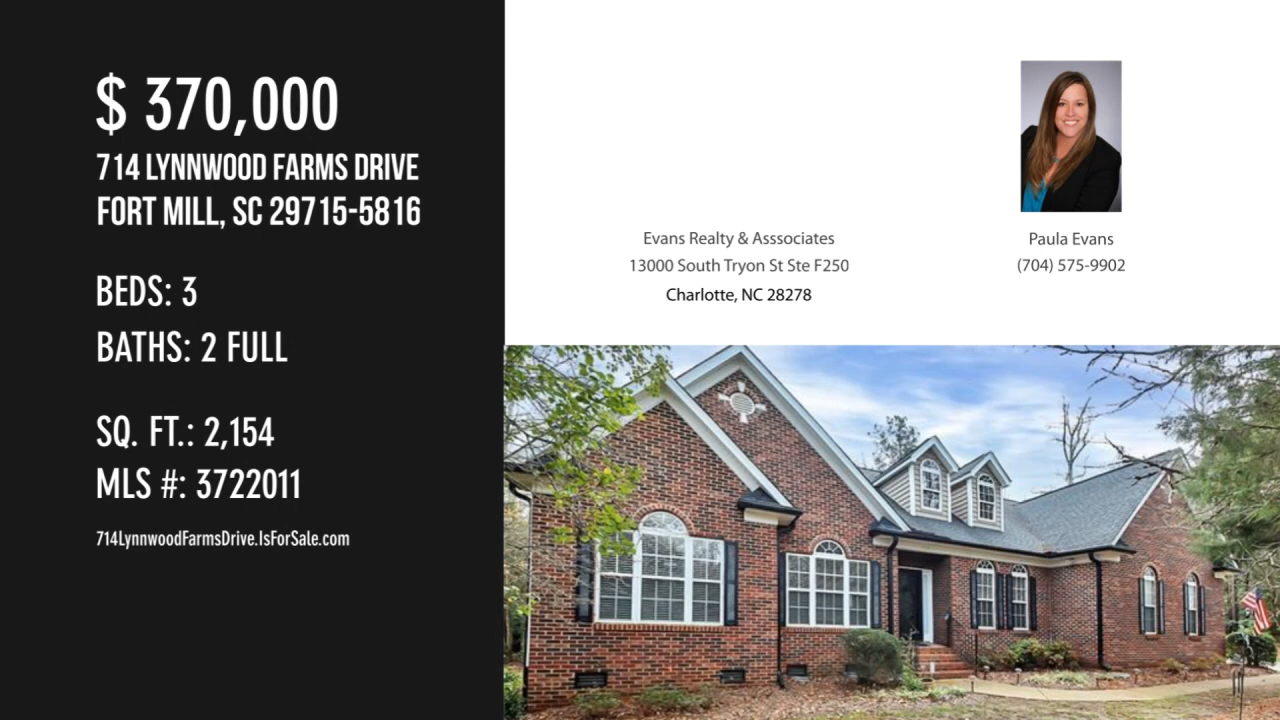 $ 370,000
714 LYNNWOOD FARMS DRIVE
FORT MILL, SC 29715-5816
BEDS: 3
BATHS: 2 FULL
SQ. FT.: 2,154
MLS #: 3722011
714LynnwoodFarmsDrive.IsForSale.com
Evans Realty & Asssociates
13000 South Tryon St Ste F250
Charlotte, NC 28278
Paula Evans
(704) 575-9902